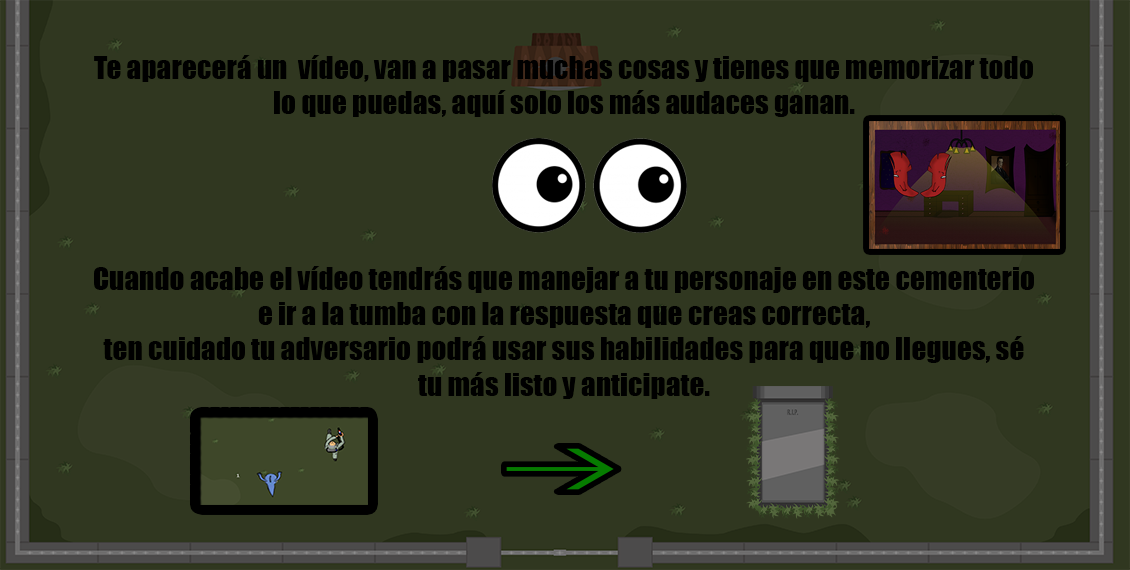 Te aparecerá un vídeo, van a pasar muchas cosas y tienes que memorizar todo
lo que puedas, aquí solo los más audaces ganan.
Cuando acabe el vídeo tendrás que manejar a tu personaje en este cementerio
e ir a la tumba con la respuesta que creas correcta,
ten cuidado tu adversario podrá usar sus habilidades para que no llegues, sé
tu más listo y anticipate.
R.I.P.